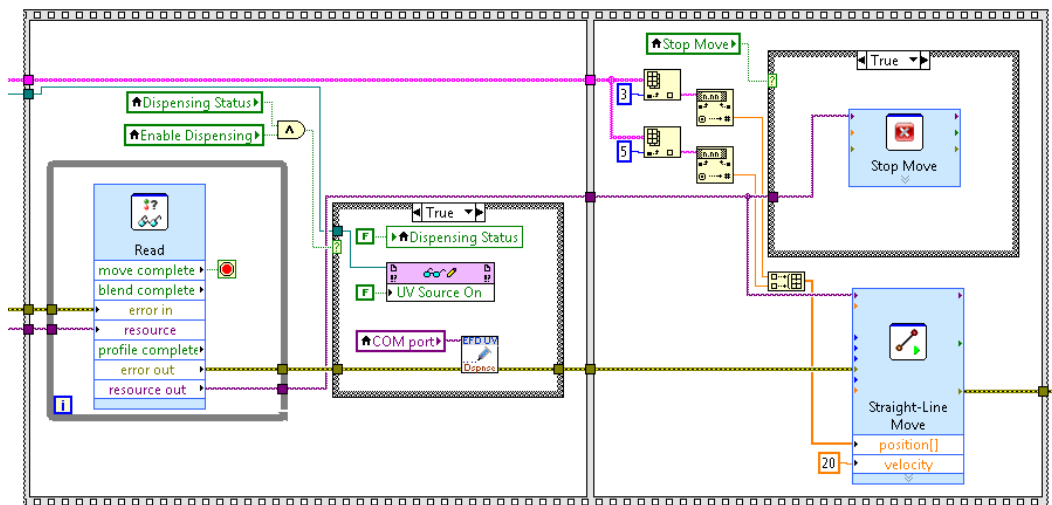 Dispensing Status
Enable Dispensing
Read
move complete
blend complete
error in
resource
profile complete
error out
resource out
i
True
?
F
Dispensing Status
F
UV Source On
COM port
EFD UV
Dspnse
Stop Move
3
5
n.nn
n.nn
True
?
Stop Move
Straight-Line
Move
position[]
20
velocity